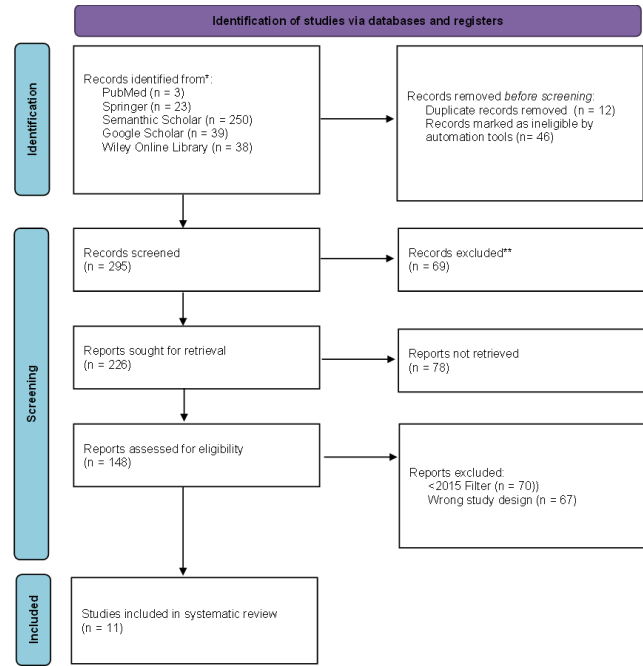 Identification of studies via databases and registers
Identification
Records identified from*:
PubMed (n = 3)
Springer (n = 23)
Semanthic Scholar (n = 250)
Google Scholar (n = 39)
Wiley Online Library (n = 38)
Records removed before screening:
Duplicate records removed (n = 12)
Records marked as ineligible by
automation tools
(n= 46)
Screening
Records screened
(n = 295)
Records excluded**
(n = 69)
Reports sought for retrieval
(n = 226)
Reports not retrieved
(n = 78)
Reports assessed for eligibility
(n = 148)
Reports excluded:
<2015 Filter (n = 70))
Wrong study design (n = 67)
Included
Studies included in systematic review
(n = 11)